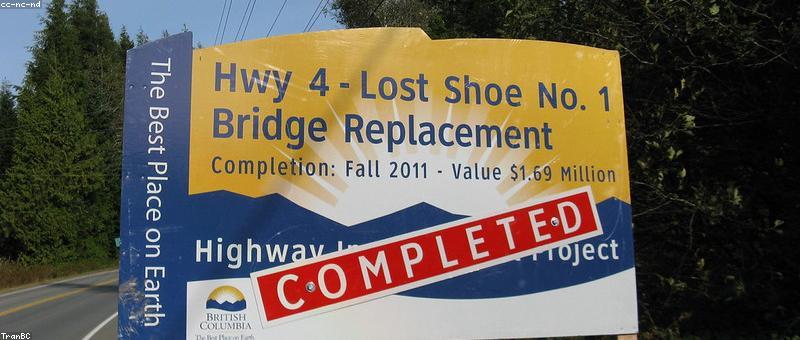 cc-nc-nd
The Best Place on Earth
Hwy 4 - Lost Shoe No. 1
Bridge Replacement
Completion: Fall 2011 - Value $1.69 Million
Highway Project
COMPLETED
BRITISH
COLUMBIA
The Best Place on Earth
TranBC